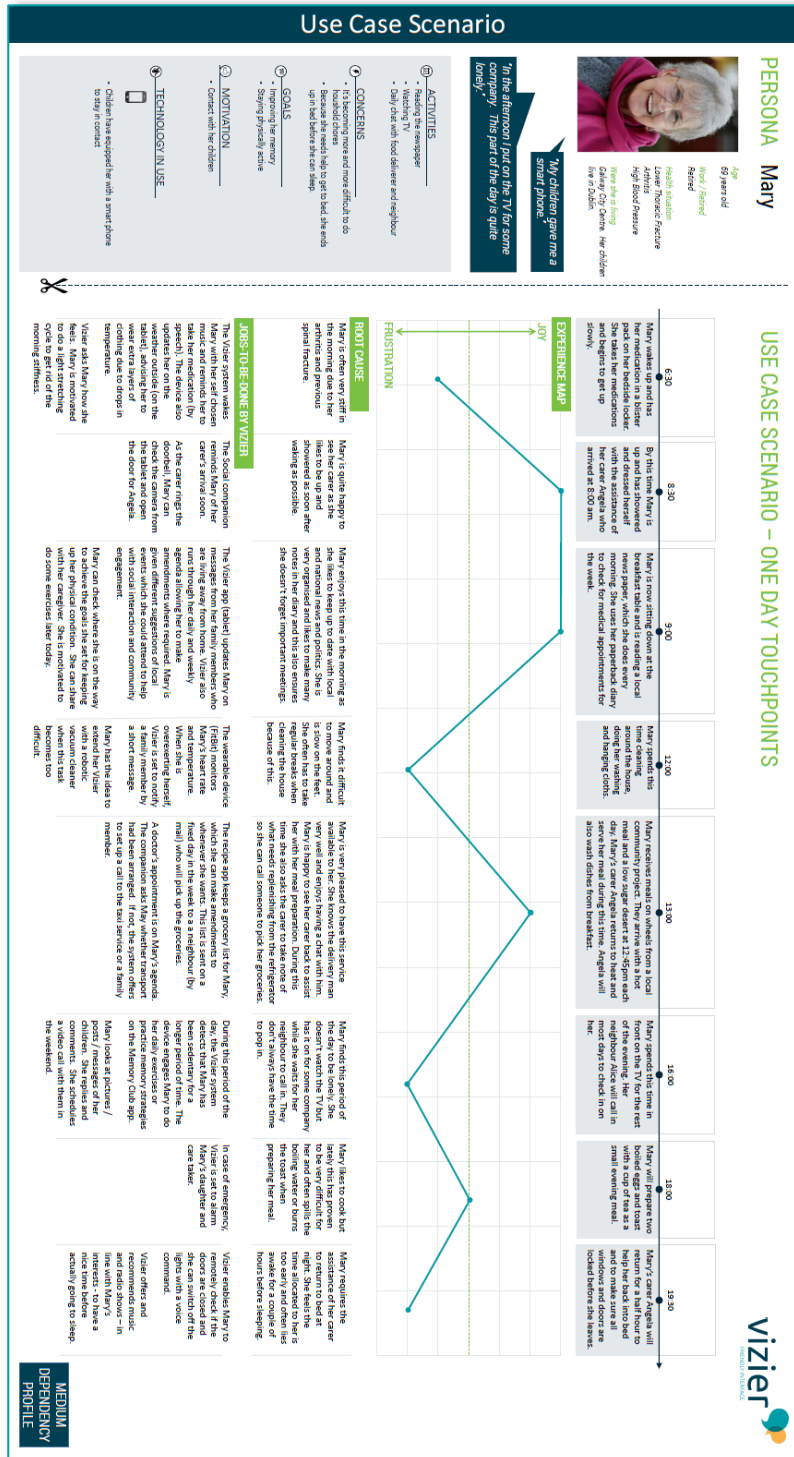 Use Case Scenario
PERSONA Mary
Age
69 years old
Work / Retired
Retired
Health situation
Lower Thoracic Fracture
Arthritis
High Blood Pressure
Were she is living
Galway City Centre. Her children
live in Dublin.
"My children gave me a
smart phone."
"In the afternoon I put on the TV for some
company. This part of the day is quite
lonely."
ACTIVITIES
• Reading the newspaper
• Watching TV
• Daily chat with food deliverer and neighbour
CONCERNS
• It's becoming more and more difficult to do
household chores
• Because she needs help to get to bed, she ends
up in bed before she can sleep.
GOALS
• Improving her memory
• Staying physically active
MOTIVATION
• Contact with her children
TECHNOLOGY IN USE
• Children have equipped her with a smart phone
to stay in contact
USE CASE SCENARIO – ONE DAY TOUCHPOINTS
vizier
FRIENDLY INTERFACE
6:30
Mary wakes up and has
her medication in a blister
pack on her bedside locker.
She takes her medications
and begins to get up
slowly.
8:30
By this time Mary is
up and has showered
and dressed herself
with the assistance of
her carer Angela who
arrived at 8:00 am.
9:00
Mary is now sitting down at the
breakfast table and is reading a local
news paper, which she does every
morning. She uses her paperback diary
to check for medical appointments for
the week.
12:00
Mary spends this
time cleaning
around the house,
doing her washing
and hanging cloths.
13:00
Mary receives meals on wheels from a local
community project. They arrive with a hot
meal and a low sugar desert at 12:45pm each
day. Mary's carer Angela returns to heat and
serve her meal during this time. Angela will
also wash dishes from breakfast.
16:00
Mary spends this time in
front on the TV for the rest
of the evening. Her
neighbour Alice will call in
most days to check in on
her.
18:00
Mary will prepare two
boiled eggs and toast
with a cup of tea as a
small evening meal.
19:30
Mary's carer Angela will
return for a half hour to
help her back into bed
and to make sure all
windows and doors are
locked before she leaves.
EXPERIENCE MAP
JOY
FRUSTRATION
ROOT CAUSE
Mary is often very stiff in
the morning due to her
arthritis and previous
spinal fracture.
Mary is quite happy to
see her carer as she
likes to be up and
showered as soon after
waking as possible.
Mary enjoys this time in the morning as
she likes to keep up to date with local
and national news and politics. She is
very organised and likes to make many
notes in her diary and this also ensures
she doesn't forget important meetings.
Mary finds it difficult
to move around and
is slow on the feet.
She often has to take
regular breaks when
cleaning the house
because of this.
Mary is very pleased to have this service
available to her. She knows the delivery man
very well and enjoys having a chat with him.
Mary is happy to see her carer back to assist
her with her meal preparation. During this
time she also asks the carer to take note of
what needs replenishing from the refrigerator
so she can call someone to pick her groceries.
Mary finds this period of
the day to be lonely. She
doesn't watch the TV but
has it on for some company
while she waits for her
neighbour to call in. They
don't always have the time
to pop in.
Mary likes to cook but
lately this has proven
to be very difficult for
her and often spills the
boiling water or burns
the toast when
preparing her meal.
Mary requires the
assistance of her carer
to return to bed at
night. She feels the
time allocated to her is
too early and often lies
awake for a couple of
hours before sleeping.
JOBS-TO-BE-DONE BY VIZIER
The Vizier system wakes
Mary with her self chosen
music and reminds her to
take her medication (by
speech). The device also
updates her on the
weather outside (on the
tablet), advising her to
wear extra layers of
clothing due to drops in
temperature.
Vizier asks Mary how she
feels. Mary is motivated
to do a light stretching
cycle to get rid of the
morning stiffness.
The Social companion
reminds Mary of her
carer's arrival soon.
As the carer rings the
doorbell, Mary can
check the camera from
the tablet and open
the door for Angela.
The Vizier app (tablet) updates Mary on
messages from her family members who
are living away from home. Vizier also
runs through her daily and weekly
agenda allowing her to make
amendments where required. Mary is
given different suggestions of local
events which she could attend to help
with social interaction and community
engagement.
Mary can check where she is on the way
to achieve the goals she set for keeping
up her physical condition. She can share
with her caregiver. She is motivated to
do some exercises later today.
The wearable device
(FitBit) monitors
Mary's heart rate
and temperature.
When she is
overexerting herself,
Vizier is set to notify
a family member by
a short message.
Mary has the idea to
extend her Vizier
with a robotic
vacuum cleaner
when this task
becomes too
difficult.
The recipe app keeps a grocery list for Mary,
which she can make amendments to
whenever she wants. This list is sent on a
fixed day in the week to a a neighbour (by
mail) who will pick up the groceries.
A doctor's appointment is on Mary's agenda.
The companion asks May whether transport
had been arranged. If not, the system offers
to set up a call to the taxi service or a family
member.
During this period of the
day, the Vizier system
detects that Mary has
been sedentary for a
longer period of time. The
device engages Mary to do
her daily exercises or
practice memory strategies
on the Memory Club app.
Mary looks at pictures /
posts / messages of her
children. She replies and
comments. She schedules
a video call with them in
the weekend.
In case of emergency,
Vizier is set to alarm
Mary's daughter and
care taker.
Vizier enables Mary to
remotely check if the
doors are closed and
she can switch off the
lights with a voice
command.
Vizier offers and
recommends music
and radio shows – in
line with Mary's
interests - to have a
nice time before
actually going to sleep.
MEDIUM
DEPENDENCY
PROFILE